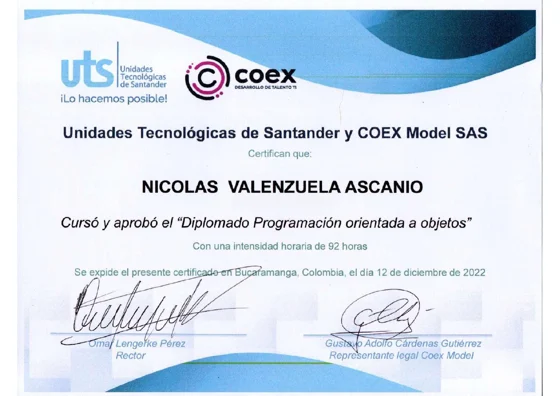 uts
Unidades
Tecnológicas
de Santander
¡Lo hacemos posible!
coex
DESARROLLO DE TALENTO TI
Unidades Tecnológicas de Santander y COEX Model SAS
Certifican que:
NICOLAS VALENZUELA ASCANIO
Cursó y aprobó el “Diplomado Programación orientada a objetos”
Con una intensidad horaria de 92 horas
Se expide el presente certificado en Bucaramanga, Colombia, el día 12 de diciembre de 2022
Omar Lengerke Pérez
Rector
Gustavo Adolfo Cárdenas Gutiérrez
Representante legal Coex Model